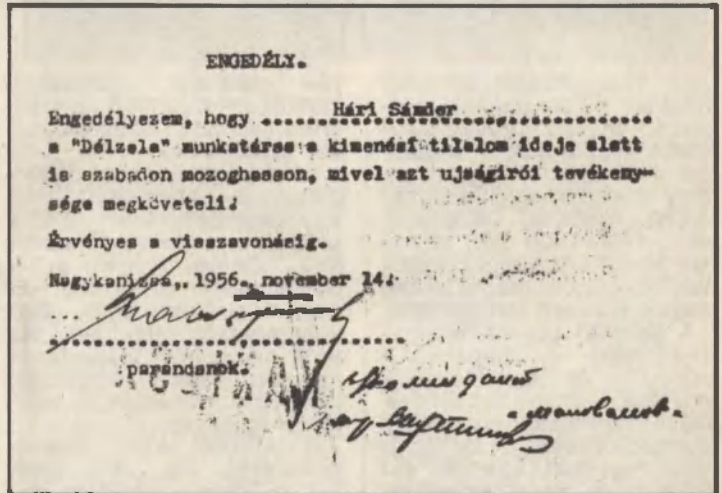 ENGEDÉLY.
Engedélyezem, hogy Hári Sándor
a "Délzala" munkatársa a kimenési tilalom ideje alatt
is szabadon mozoghasson, mivel azt ujságirói tevékeny-
sége megköveteli.
Érvényes a visszavonásig.
Nagykanizsa,. 1956. november 14.
...
parancsnok.